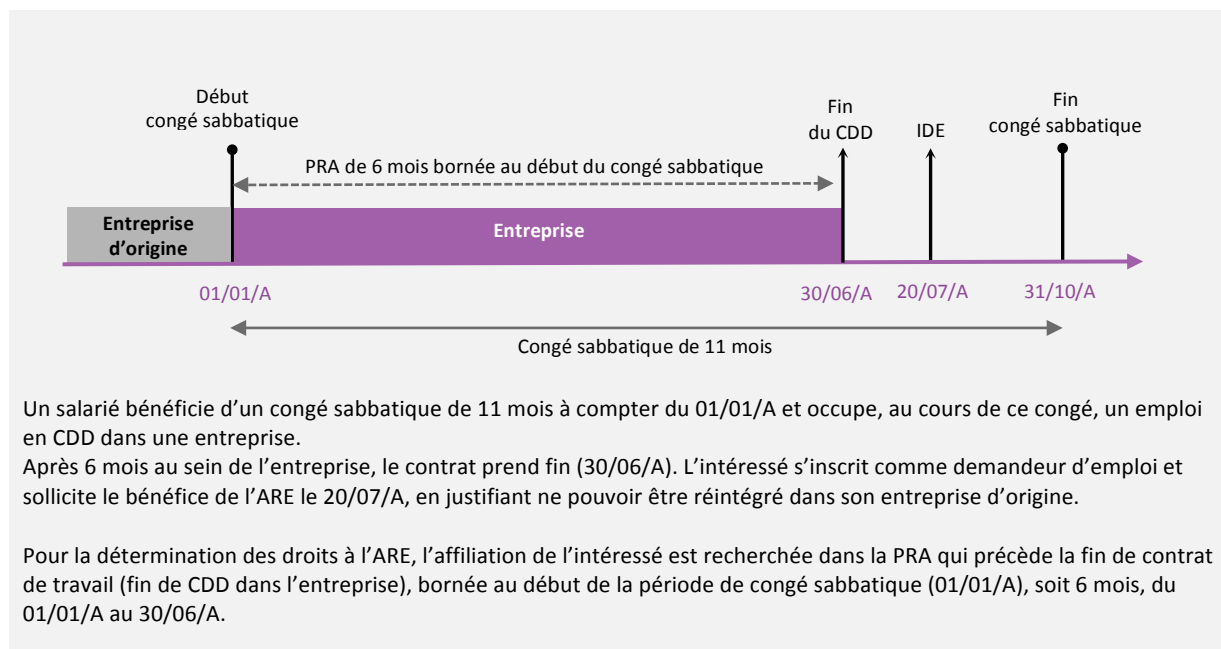 Début
congé sabbatique
Fin
du CDD
IDE
Fin
congé sabbatique
PRA de 6 mois bornée au début du congé sabbatique
Entreprise
d’origine
Entreprise
01/01/A
30/06/A
20/07/A
31/10/A
Congé sabbatique de 11 mois
Un salarié bénéficie d’un congé sabbatique de 11 mois à compter du 01/01/A et occupe, au cours de ce congé, un emploi
en CDD dans une entreprise.
Après 6 mois au sein de l’entreprise, le contrat prend fin (30/06/A). L’intéressé s’inscrit comme demandeur d’emploi et
sollicite le bénéfice de l’ARE le 20/07/A, en justifiant ne pouvoir être réintégré dans son entreprise d’origine.
Pour la détermination des droits à l’ARE, l’affiliation de l’intéressé est recherchée dans la PRA qui précède la fin de contrat
de travail (fin de CDD dans l’entreprise), bornée au début de la période de congé sabbatique (01/01/A), soit 6 mois, du
01/01/A au 30/06/A.